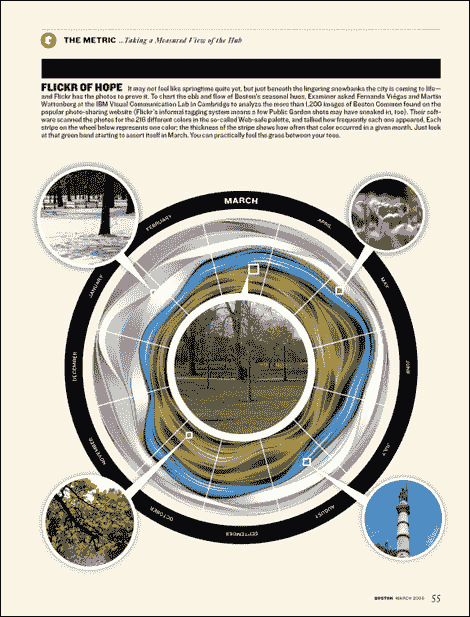 THE METRIC ...Taking a Measured View of the Hub
FLICKR OF HOPE It may not feel like springtime quite yet, but just beneath the lingering snowbanks the city is coming to life—
and Flickr has the photos to prove it. To chart the ebb and flow of Boston's seasonal hues, Examiner asked Fernanda Viégas and Martin
Wattenberg at the IBM Visual Communication Lab in Cambridge to analyze the more than 1,200 images of Boston Common found on the
popular photo-sharing website (Flickr's informal tagging system means a few Public Garden shots may have sneaked in, too). Their soft-
ware scanned the photos for the 216 different colors in the so-called Web-safe palette, and tallied how frequently each one appeared. Each
stripe on the wheel below represents one color; the thickness of the stripe shows how often that color occurred in a given month. Just look
at that green band starting to assert itself in March. You can practically feel the grass between your toes.
MARCH
FEBRUARY
APRIL
JANUARY
MAY
DECEMBER
JUNE
NOVEMBER
JULY
OCTOBER
AUGUST
SEPTEMBER
BOSTON MARCH 2009 55